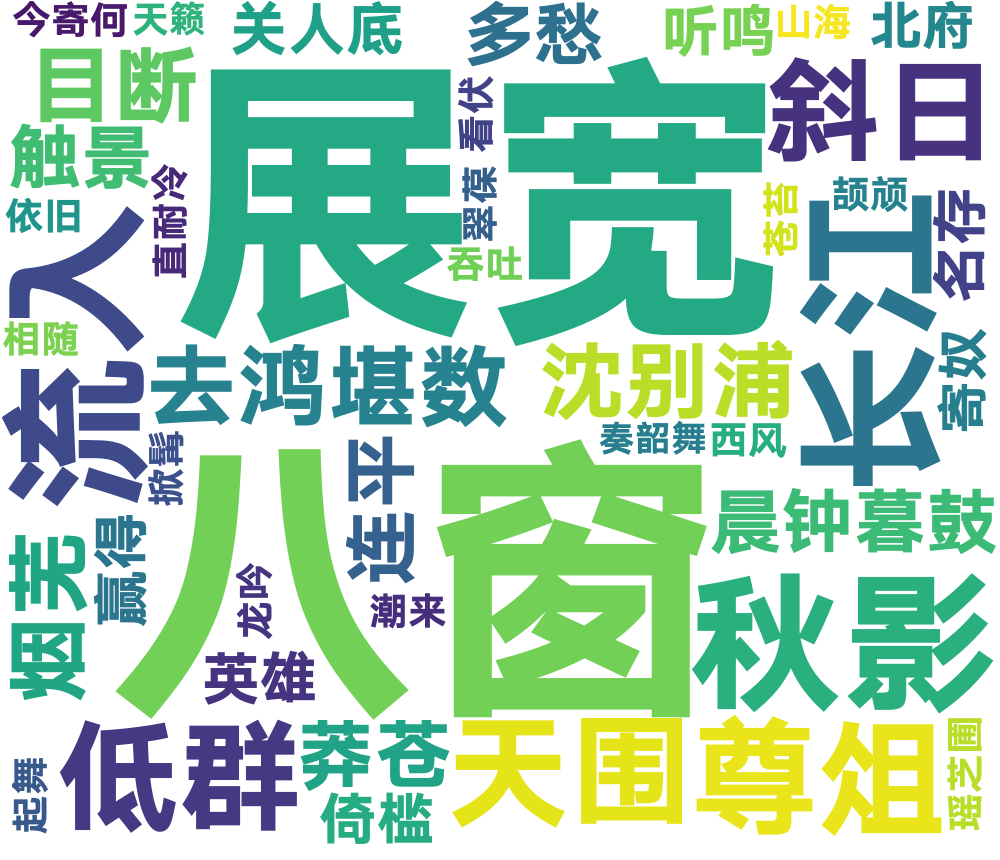 今寄何
天籁
关人底
多愁
听鸣
山海
北府
目断
展宽
看伏
斜日
触景
直耐冷
翠葆
颉颃
依旧
苍苔
名存
入
流
吞吐
长江
相随
去鸿堪数
沈别浦
寄奴
奏韶舞
西风
掀髯
连平
八窗
晨钟暮鼓
烟芜
赢得
龙吟
潮来
秋影
英雄
低群
莽苍
天围
尊俎
瑶芝圃
起舞
倚槛